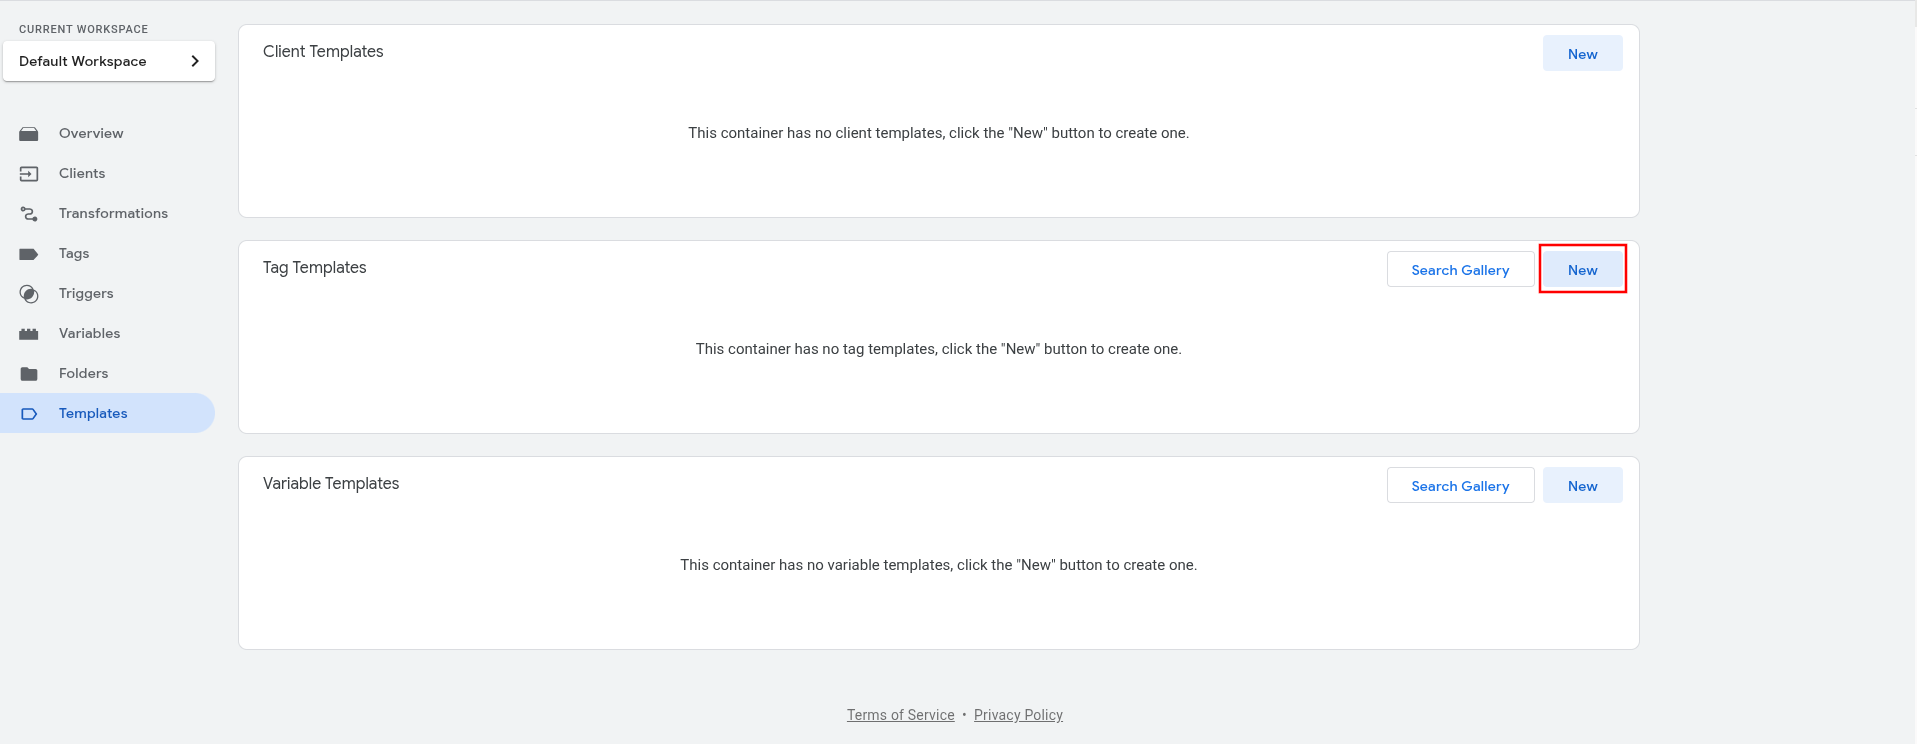 CURRENT WORKSPACE
Default Workspace
Overview
Clients
Transformations
Tags
Triggers
Variables
Folders
Templates
Client Templates
New
This container has no client templates, click the "New" button to create one.
Tag Templates
Search Gallery
New
This container has no tag templates, click the "New" button to create one.
Variable Templates
Search Gallery
New
This container has no variable templates, click the "New" button to create one.
Terms of Service • Privacy Policy